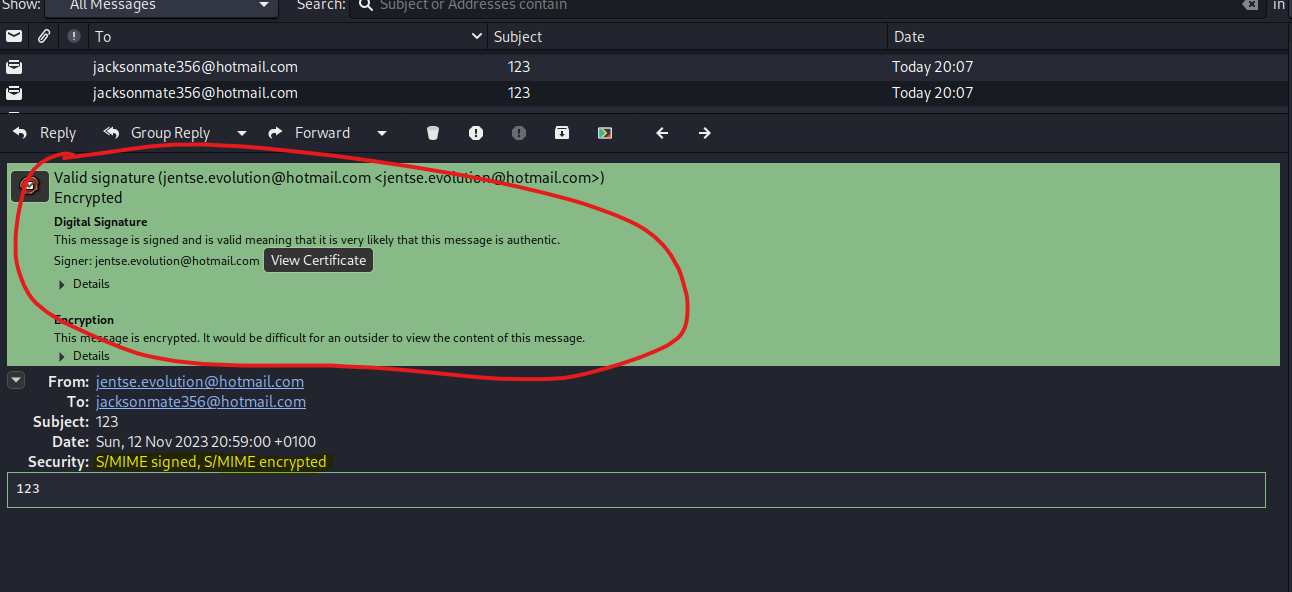 Show: All Messages Search: Subject or Addresses contain in
To Subject Date
jacksonmate356@hotmail.com 123 Today 20:07
jacksonmate356@hotmail.com 123 Today 20:07
Reply Group Reply Forward
Valid signature (jentse.evolution@hotmail.com <jentse.evolution@hotmail.com>)
Encrypted
Digital Signature
This message is signed and is valid meaning that it is very likely that this message is authentic.
Signer: jentse.evolution@hotmail.com View Certificate
Details
Encryption
This message is encrypted. It would be difficult for an outsider to view the content of this message.
Details
From: jentse.evolution@hotmail.com
To: jacksonmate356@hotmail.com
Subject: 123
Date: Sun, 12 Nov 2023 20:59:00 +0100
Security: S/MIME signed, S/MIME encrypted
123